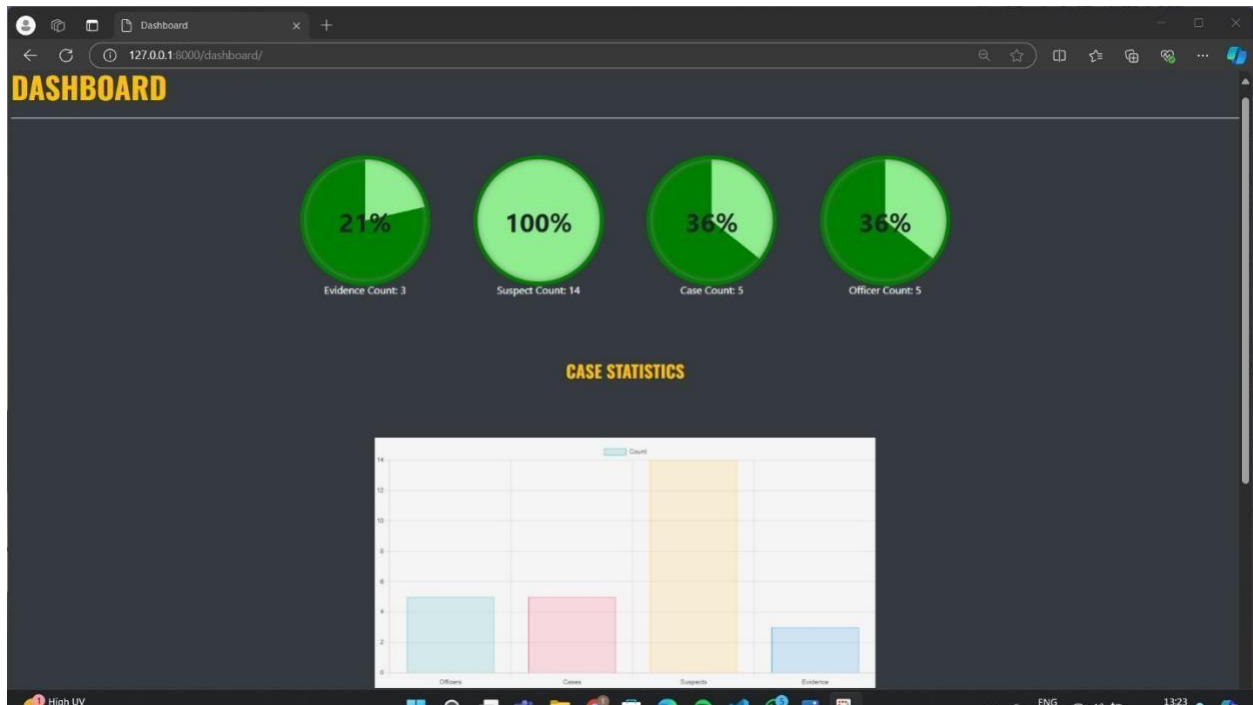 Dashboard
127.0.0.1:8000/dashboard/
DASHBOARD
21% 100% 36% 36%
Evidence Count: 3 Suspect Count: 14 Case Count: 5 Officer Count: 5
CASE STATISTICS
Count
14
12
10
8
6
4
2
0
Officers Cases Suspects Evidence
1 High UV ENG 13:23